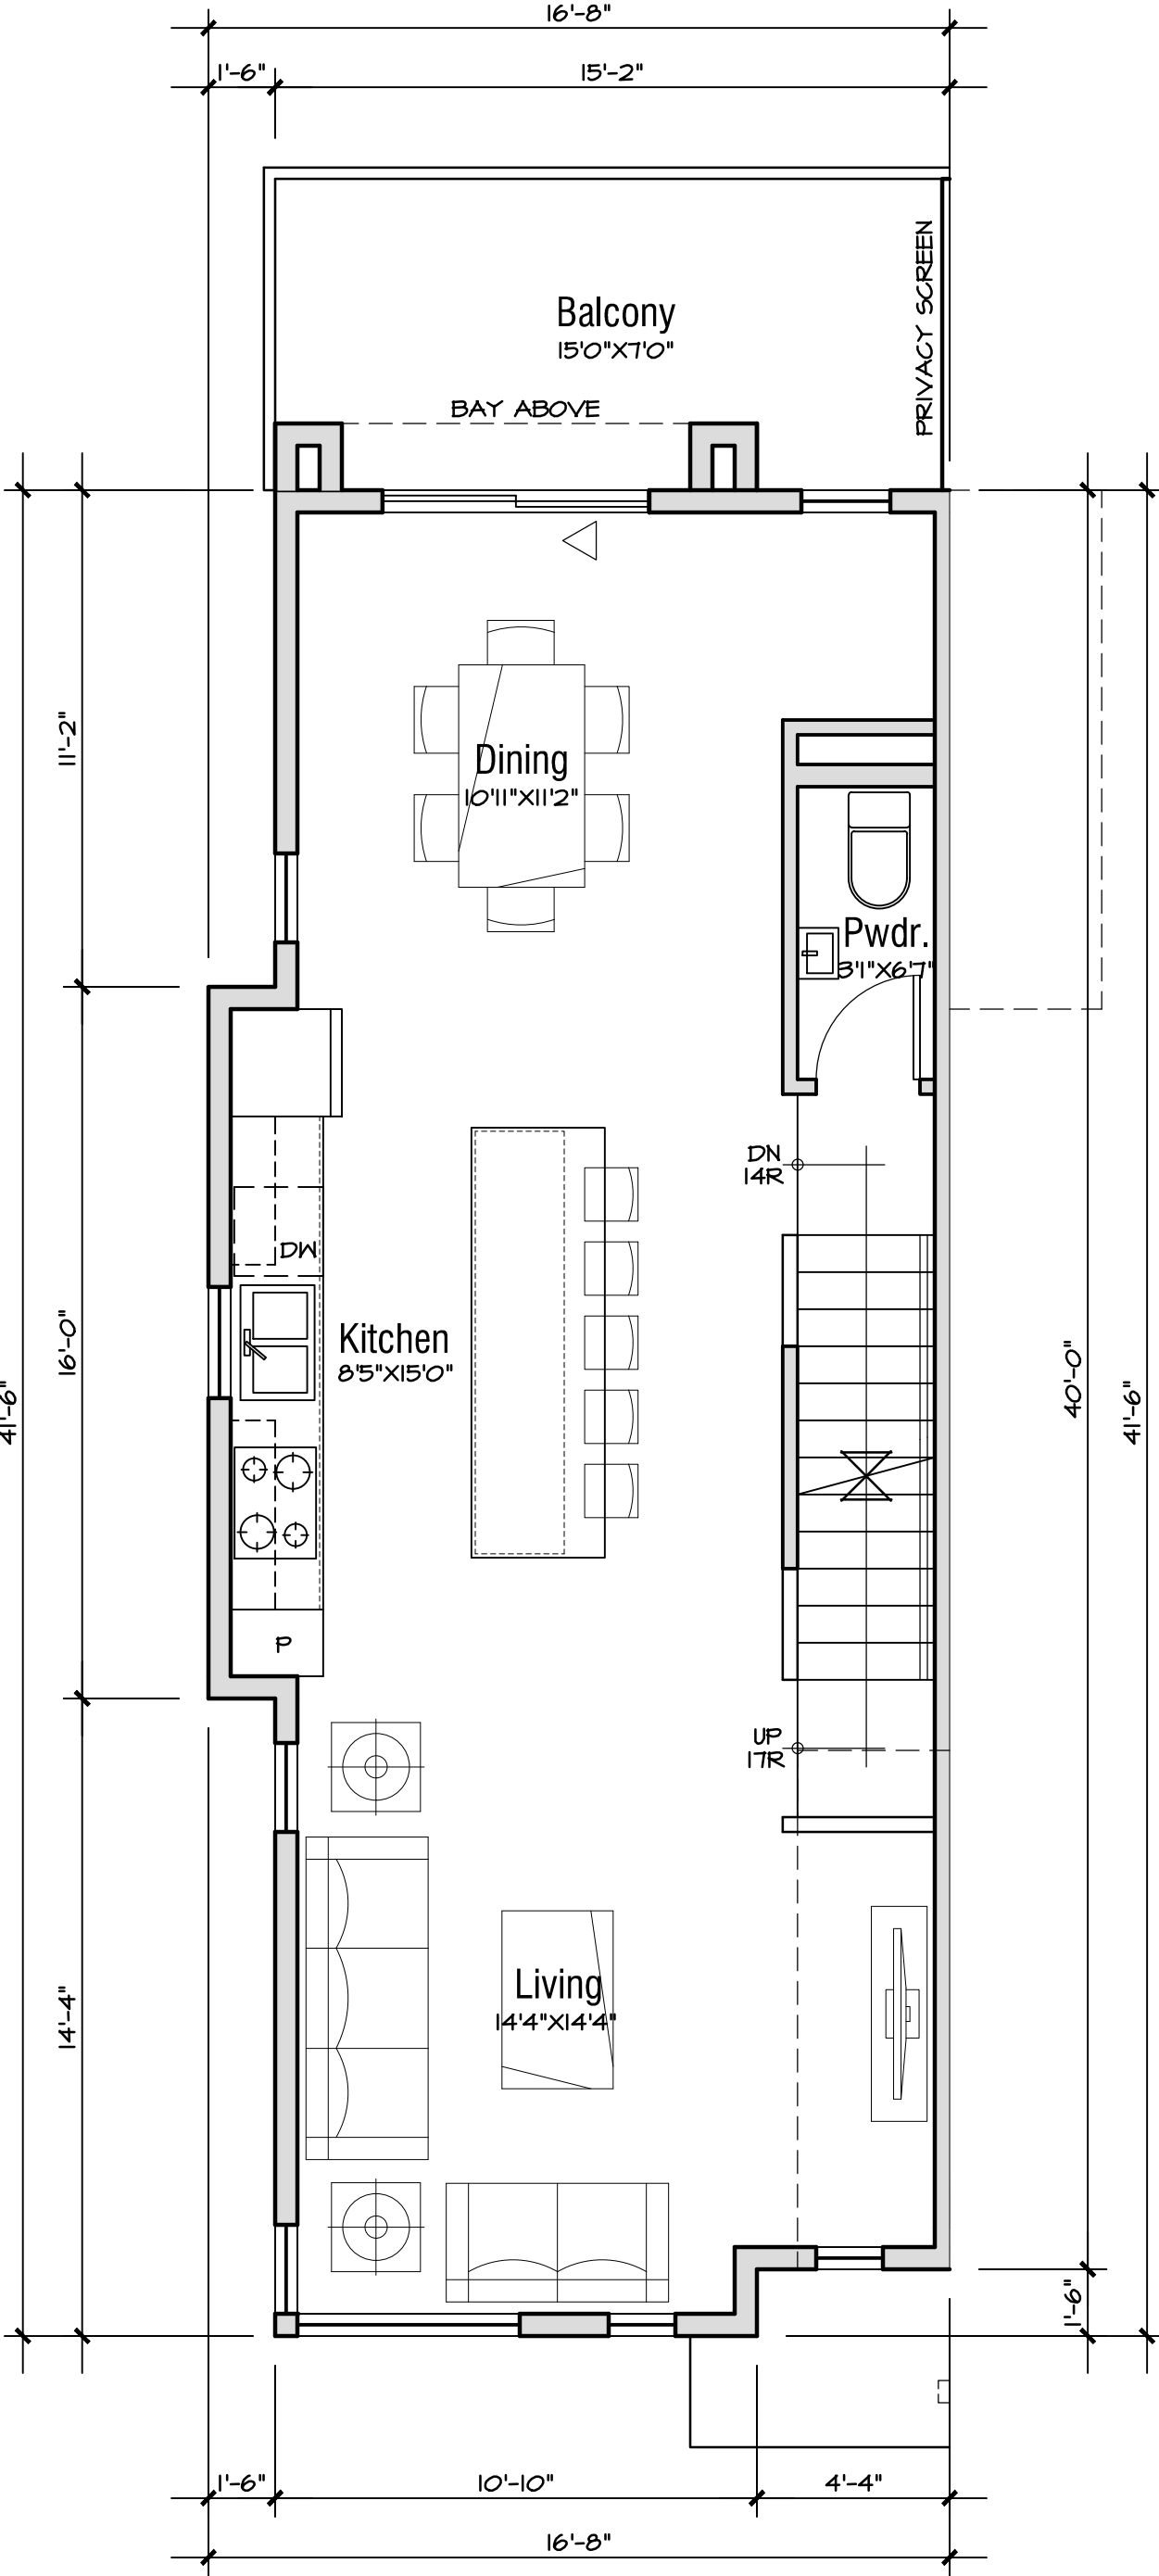 16'-8"
1'-6"
15'-2"
PRIVACY SCREEN
Balcony
15'0"X7'0"
BAY ABOVE
11'-2"
Dining
10'11"X11'2"
Pwdr.
3'1"X6'7"
DN
14R
DW
Kitchen
8'5"X15'0"
16'-0"
41'-6"
40'-0"
41'-6"
P
UP
17R
14'-4"
Living
14'4"X14'4"
1'-6"
1'-6"
10'-10"
4'-4"
16'-8"